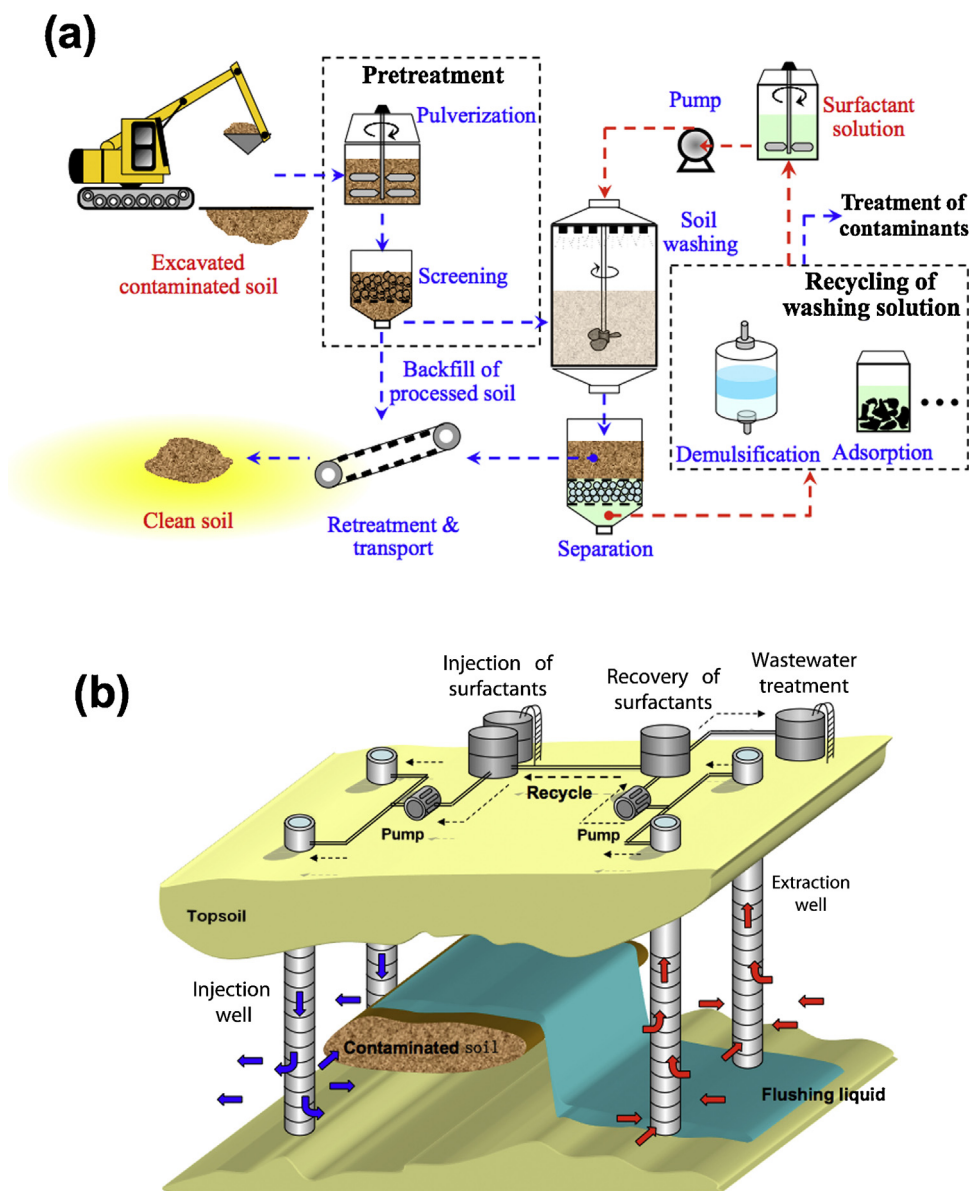 (a)
Pretreatment
Pulverization
Pump
Surfactant
solution
Treatment of
contaminants
Soil
washing
Excavated
contaminated soil
Screening
Recycling of
washing solution
Backfill of
processed soil
Demulsification
Adsorption
Clean soil
Retreatment &
transport
Separation
(b)
Injection of
surfactants
Recovery of
surfactants
Wastewater
treatment
Recycle
Pump
Pump
Topsoil
Extraction
well
Injection
well
Contaminated soil
Flushing liquid